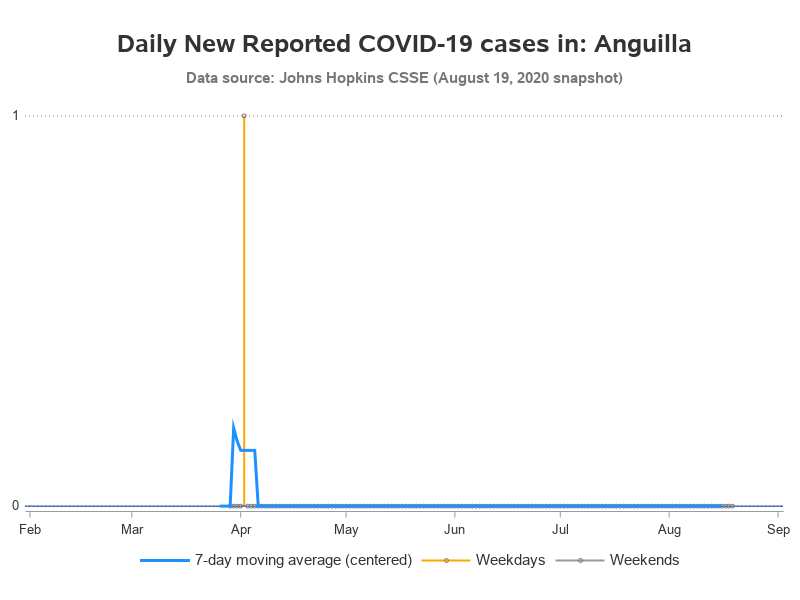 Daily New Reported COVID-19 cases in: Anguilla
Data source: Johns Hopkins CSSE (August 19, 2020 snapshot)
1
0
Feb Mar Apr May Jun Jul Aug Sep
7-day moving average (centered) Weekdays Weekends